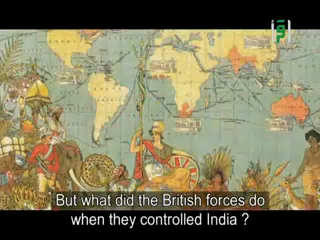 But what did the British forces do
when they controlled India ?